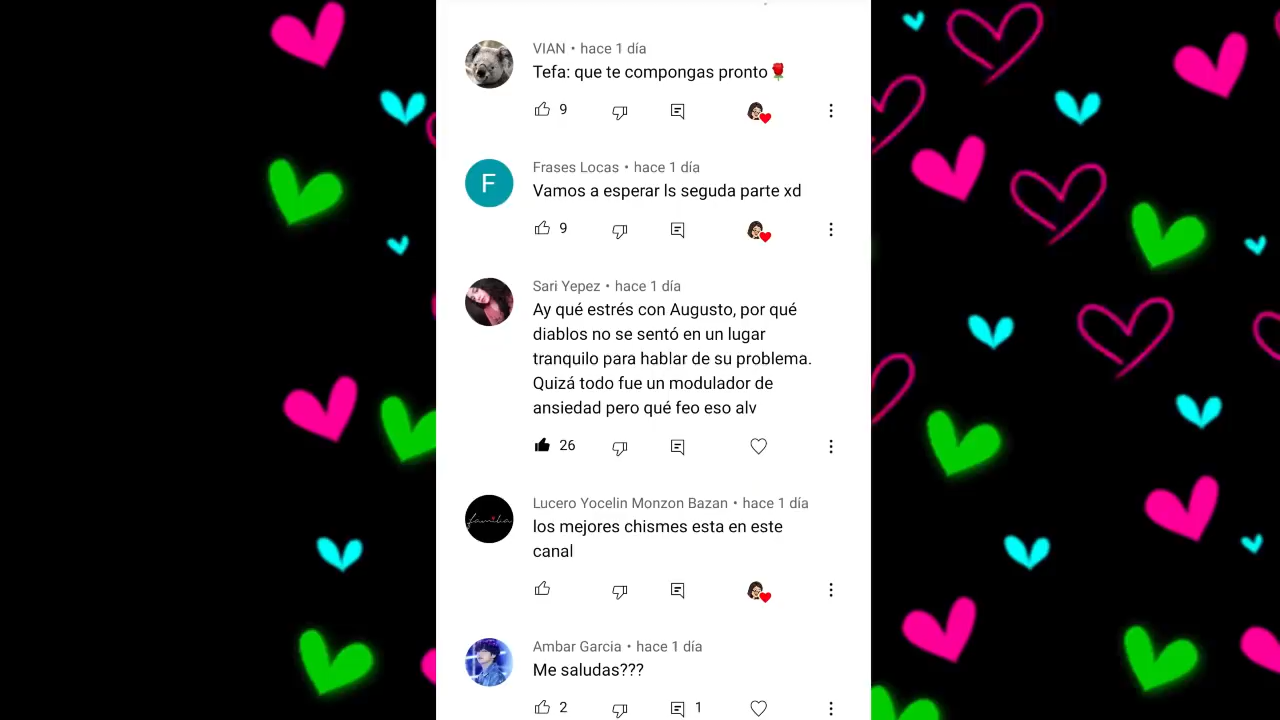 VIAN • hace 1 día
Tefa: que te compongas pronto🌹
9
F
Frases Locas • hace 1 día
Vamos a esperar ls seguda parte xd
9
Sari Yepez • hace 1 día
Ay qué estrés con Augusto, por qué
diablos no se sentó en un lugar
tranquilo para hablar de su problema.
Quizá todo fue un modulador de
ansiedad pero qué feo eso alv
26
familia
Lucero Yocelin Monzon Bazan • hace 1 día
los mejores chismes esta en este
canal
Ambar Garcia • hace 1 día
Me saludas???
2
1